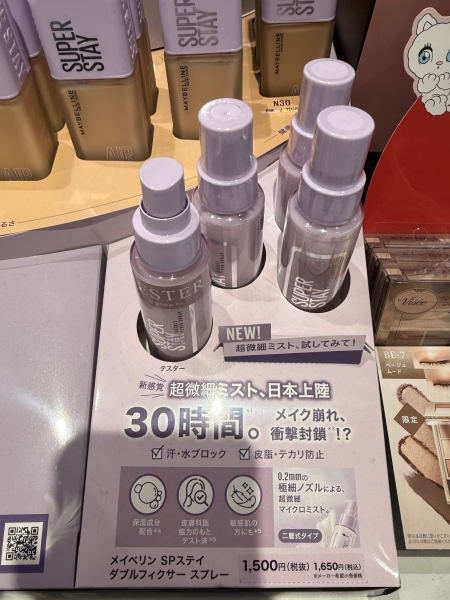 SUPER
STAY
MAYBELLINE
SUPER
STAY
MAYBELLINE
N30
TESTER
SUPER
STAY
SUPER
STAY
テスター
NEW!
超微細ミスト、試してみて!
新感覚 超微細ミスト、日本上陸
30時間。メイク崩れ、
衝撃封鎖!?
汗・水ブロック
皮脂・テカリ防止
保湿成分
配合
皮膚科医
協力のもと
テスト済
敏感肌の
方にも
0.2mmの
極細ノズルによる、
超微細
マイクロミスト。
二層式タイプ
メイベリン SPステイ
ダブルフィクサー スプレー
1,500円(税抜) 1,650円(税込)
※メーカー希望小売価格
Visée
BE-7
ベージュ
ムード
限定